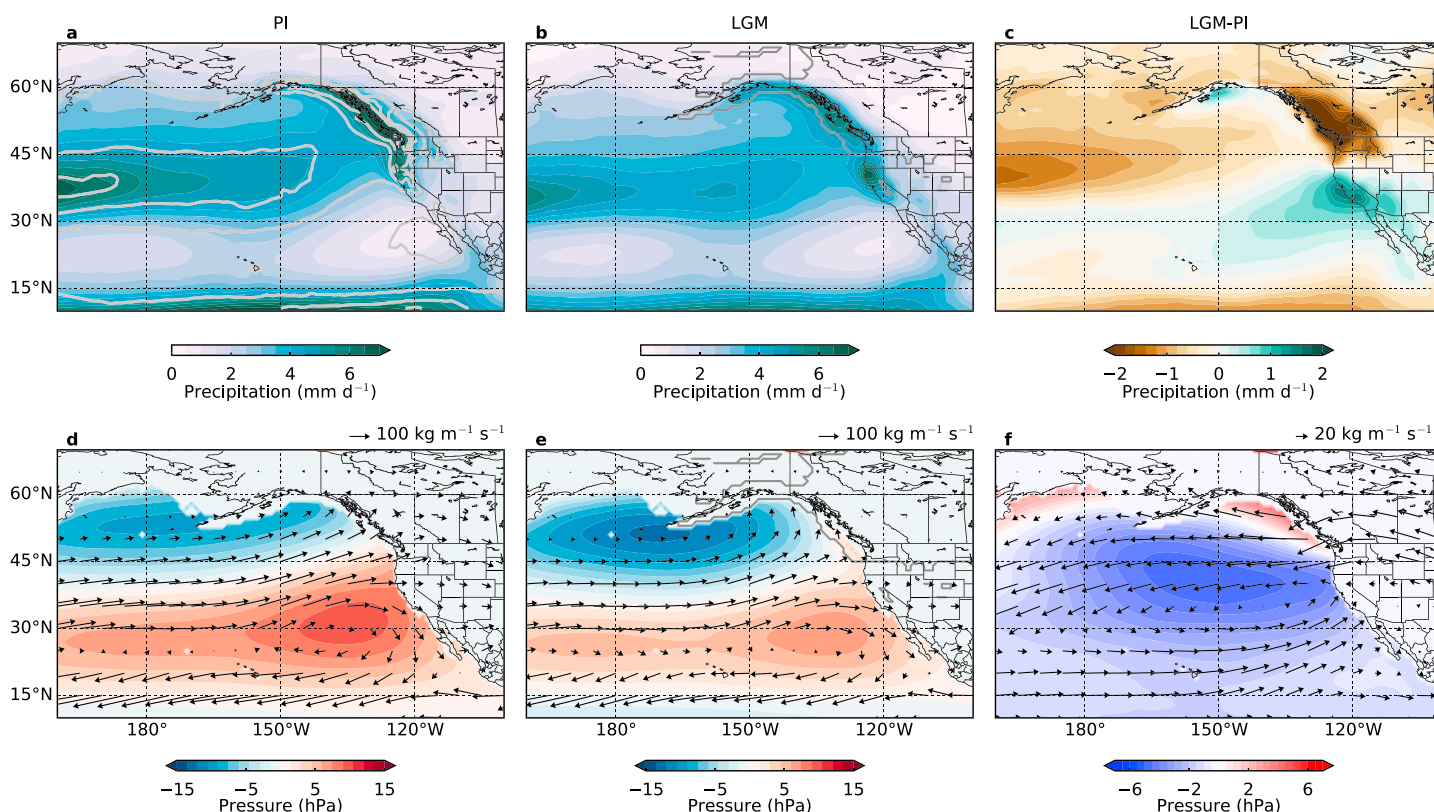 PI
LGM
LGM-PI
a
b
c
60°N
45°N
30°N
15°N
0 2 4 6
Precipitation (mm d⁻¹)
0 2 4 6
Precipitation (mm d⁻¹)
−2 −1 0 1 2
Precipitation (mm d⁻¹)
d
100 kg m⁻¹ s⁻¹
e
100 kg m⁻¹ s⁻¹
f
20 kg m⁻¹ s⁻¹
60°N
45°N
30°N
15°N
180° 150°W 120°W
180° 150°W 120°W
180° 150°W 120°W
−15 −5 5 15
Pressure (hPa)
−15 −5 5 15
Pressure (hPa)
−6 −2 2 6
Pressure (hPa)